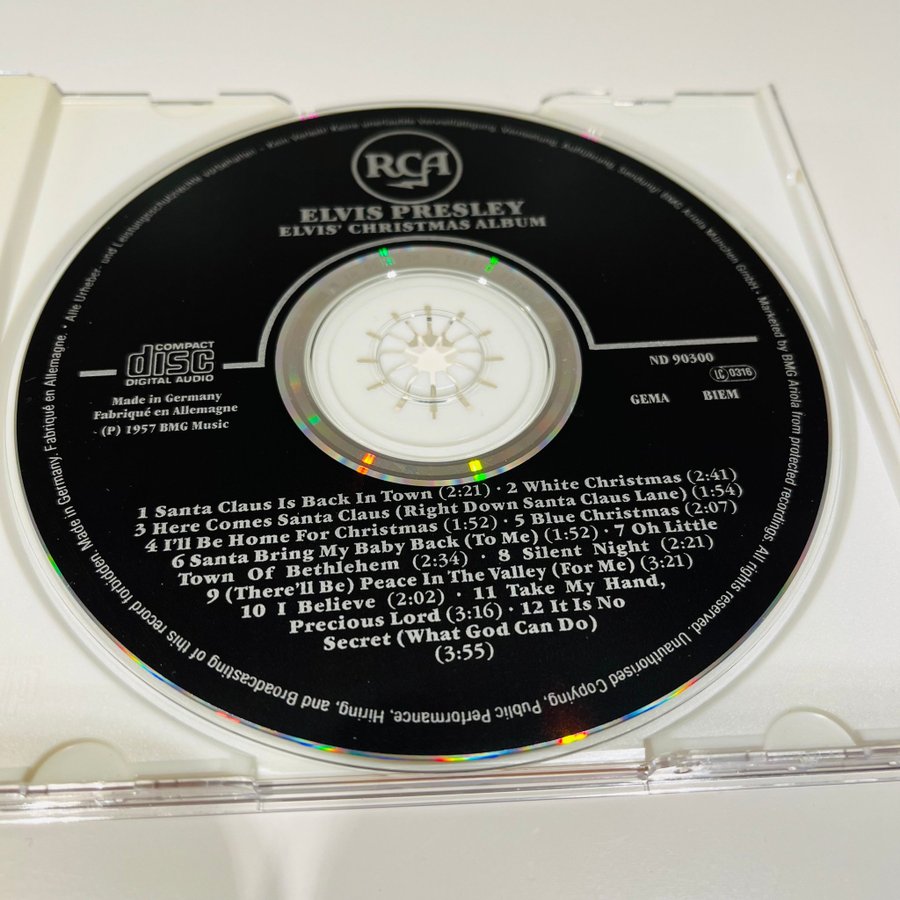 RCA
ELVIS PRESLEY
ELVIS' CHRISTMAS ALBUM
COMPACT
disc
DIGITAL AUDIO
Made in Germany
Fabriqué en Allemagne
(P) 1957 BMG Music
ND 90300
LC 0316
GEMA BIEM
1 Santa Claus Is Back In Town (2:21) · 2 White Christmas (2:41)
3 Here Comes Santa Claus (Right Down Santa Claus Lane) (1:54)
4 I'll Be Home For Christmas (1:52) · 5 Blue Christmas (2:07)
6 Santa Bring My Baby Back (To Me) (1:52) · 7 Oh Little
Town Of Bethlehem (2:34) · 8 Silent Night (2:21)
9 (There'll Be) Peace In The Valley (For Me) (3:21)
10 I Believe (2:02) · 11 Take My Hand,
Precious Lord (3:16) · 12 It Is No
Secret (What God Can Do)
(3:55)
Alle Urheber- und Leistungsschutzrechte vorbehalten · Kein Verleih! Keine unerlaubte Vervielfältigung, Vermietung, Aufführung, Sendung! BMG Ariola München GmbH · Marketed by BMG Ariola from protected recordings. All rights reserved. Unauthorised Copying, Public Performance, Hiring, and Broadcasting of this record forbidden. Made in Germany. Fabriqué en Allemagne. ·